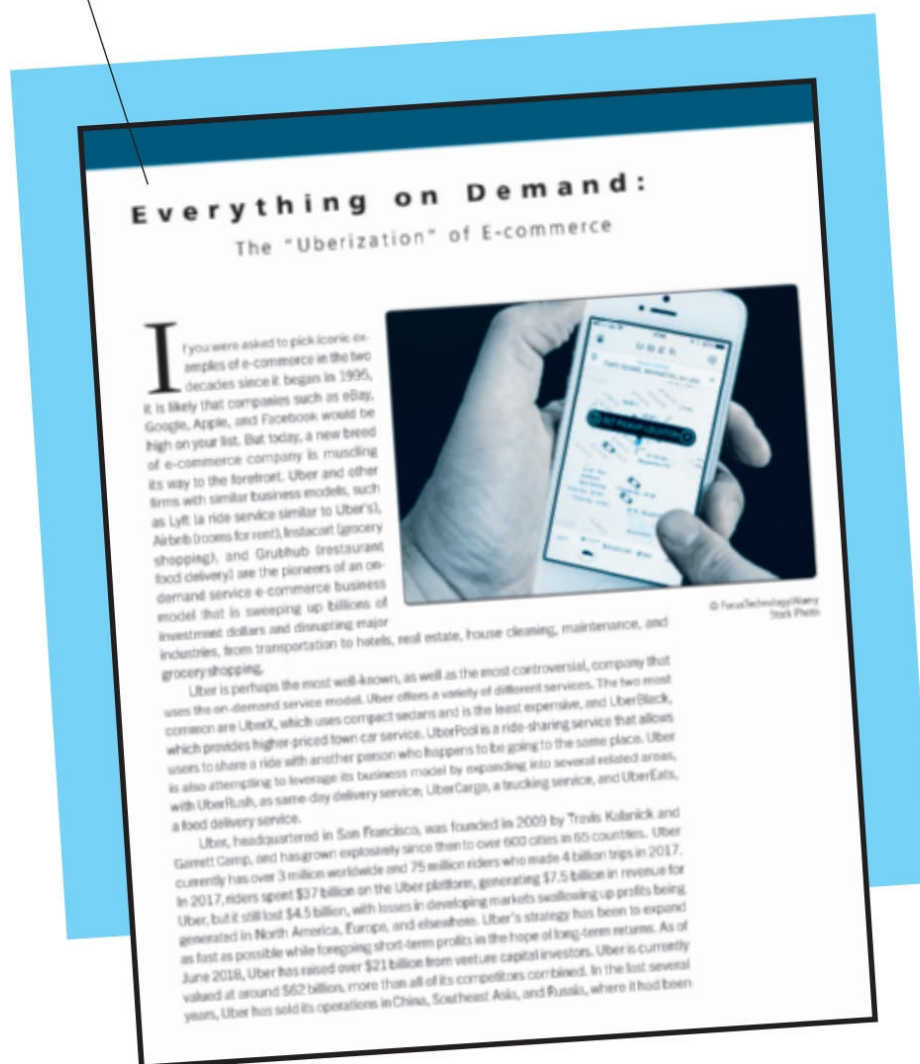 Everything on Demand:
The "Uberization" of E-commerce
If you were asked to pick iconic ex-
amples of e-commerce in the two
decades since it began in 1995,
it is likely that companies such as eBay,
Google, Apple, and Facebook would be
high on your list. But today, a new breed
of e-commerce company is muscling
its way to the forefront. Uber and other
firms with similar business models, such
as Lyft (a ride service similar to Uber's),
Airbnb (rooms for rent), Instacart (grocery
shopping), and Grubhub (restaurant
food delivery) are the pioneers of an on-
demand service e-commerce business
model that is sweeping up billions of
investment dollars and disrupting major
industries, from transportation to hotels, real estate, house cleaning, maintenance, and
grocery shopping.
UBER
SET PICKUP LOCATION
© FocusTechnology/Alamy
Stock Photo
Uber is perhaps the most well-known, as well as the most controversial, company that
uses the on-demand service model. Uber offers a variety of different services. The two most
common are UberX, which uses compact sedans and is the least expensive, and UberBlack,
which provides higher-priced town car service. UberPool is a ride-sharing service that allows
users to share a ride with another person who happens to be going to the same place. Uber
is also attempting to leverage its business model by expanding into several related areas,
with UberRush, as same-day delivery service; UberCargo, a trucking service, and UberEats,
a food delivery service.
Uber, headquartered in San Francisco, was founded in 2009 by Travis Kalanick and
Garrett Camp, and has grown explosively since then to over 600 cities in 65 countries. Uber
currently has over 3 million worldwide and 75 million riders who made 4 billion trips in 2017.
In 2017, riders spent $37 billion on the Uber platform, generating $7.5 billion in revenue for
Uber, but it still lost $4.5 billion, with losses in developing markets swallowing up profits being
generated in North America, Europe, and elsewhere. Uber's strategy has been to expand
as fast as possible while foregoing short-term profits in the hope of long-term returns. As of
June 2018, Uber has raised over $21 billion from venture capital investors. Uber is currently
valued at around $62 billion, more than all of its competitors combined. In the last several
years, Uber has sold its operations in China, Southeast Asia, and Russia, where it had been